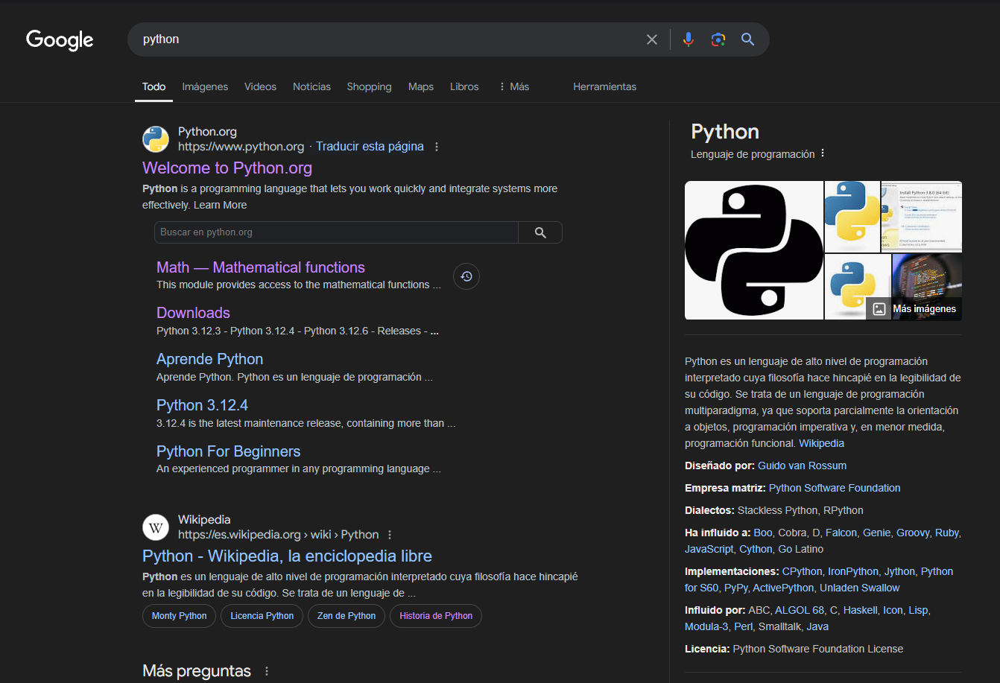 Google
python
Todo
Imágenes
Videos
Noticias
Shopping
Maps
Libros
Más
Herramientas
Python.org
https://www.python.org · Traducir esta página
Welcome to Python.org
Python is a programming language that lets you work quickly and integrate systems more
effectively. Learn More
Buscar en python.org
Math — Mathematical functions
This module provides access to the mathematical functions ...
Downloads
Python 3.12.3 - Python 3.12.4 - Python 3.12.6 - Releases - ...
Aprende Python
Aprende Python. Python es un lenguaje de programación ...
Python 3.12.4
3.12.4 is the latest maintenance release, containing more than ...
Python For Beginners
An experienced programmer in any programming language ...
W
Wikipedia
https://es.wikipedia.org › wiki › Python
Python - Wikipedia, la enciclopedia libre
Python es un lenguaje de alto nivel de programación interpretado cuya filosofía hace hincapié
en la legibilidad de su código. Se trata de un lenguaje de ...
Monty Python
Licencia Python
Zen de Python
Historia de Python
Más preguntas
Python
Lenguaje de programación
Install Python 3.8.0 (64-bit)
Más imágenes
Python es un lenguaje de alto nivel de programación
interpretado cuya filosofía hace hincapié en la legibilidad de
su código. Se trata de un lenguaje de programación
multiparadigma, ya que soporta parcialmente la orientación
a objetos, programación imperativa y, en menor medida,
programación funcional. Wikipedia
Diseñado por: Guido van Rossum
Empresa matriz: Python Software Foundation
Dialectos: Stackless Python, RPython
Ha influido a: Boo, Cobra, D, Falcon, Genie, Groovy, Ruby,
JavaScript, Cython, Go Latino
Implementaciones: CPython, IronPython, Jython, Python
for S60, PyPy, ActivePython, Unladen Swallow
Influido por: ABC, ALGOL 68, C, Haskell, Icon, Lisp,
Modula-3, Perl, Smalltalk, Java
Licencia: Python Software Foundation License